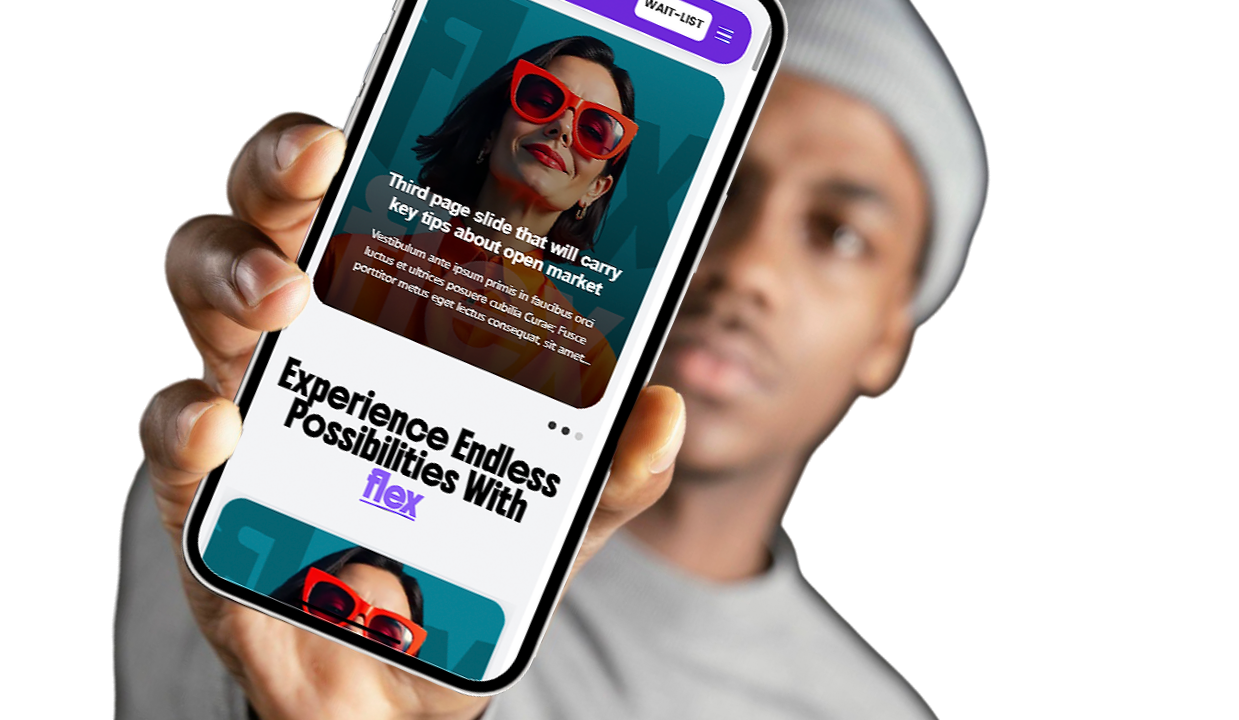 WAIT-LIST
flex
Third page slide that will carry
key tips about open market
Vestibulum ante ipsum primis in faucibus orci
luctus et ultrices posuere cubilia Curae; Fusce
porttitor metus eget lectus consequat, sit amet...
Experience Endless
Possibilities With
flex